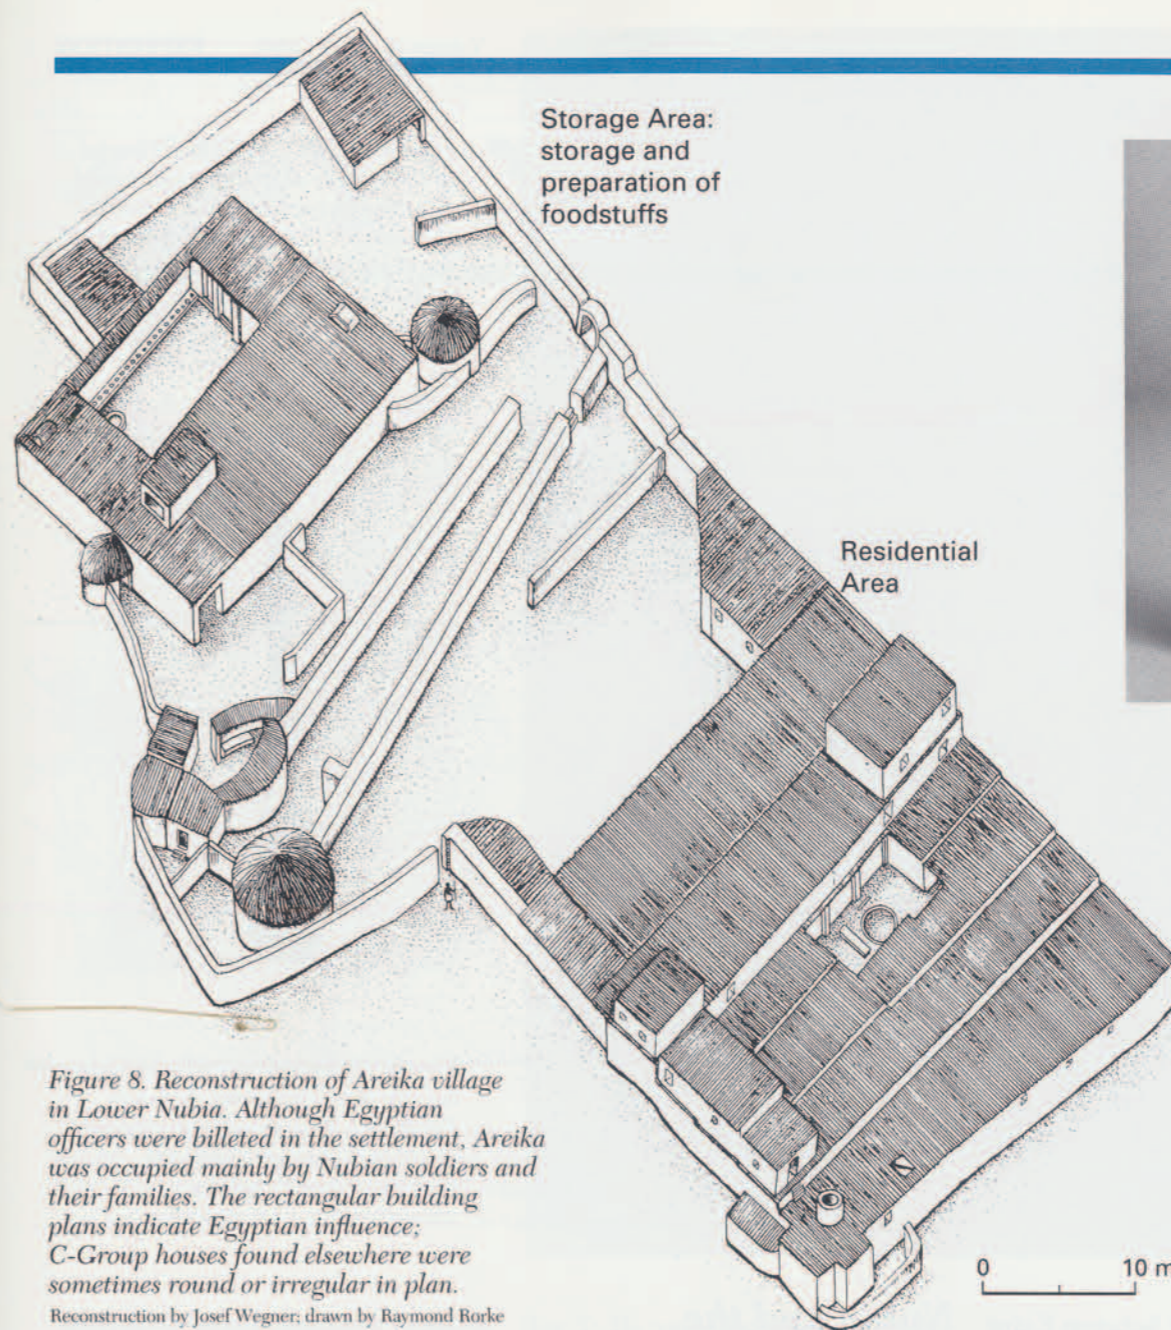 Storage Area:
storage and
preparation of
foodstuffs
Residential
Area
Figure 8. Reconstruction of Areika village
in Lower Nubia. Although Egyptian
officers were billeted in the settlement, Areika
was occupied mainly by Nubian soldiers and
their families. The rectangular building
plans indicate Egyptian influence;
C-Group houses found elsewhere were
sometimes round or irregular in plan.
Reconstruction by Josef Wegner; drawn by Raymond Rorke
0 10 m